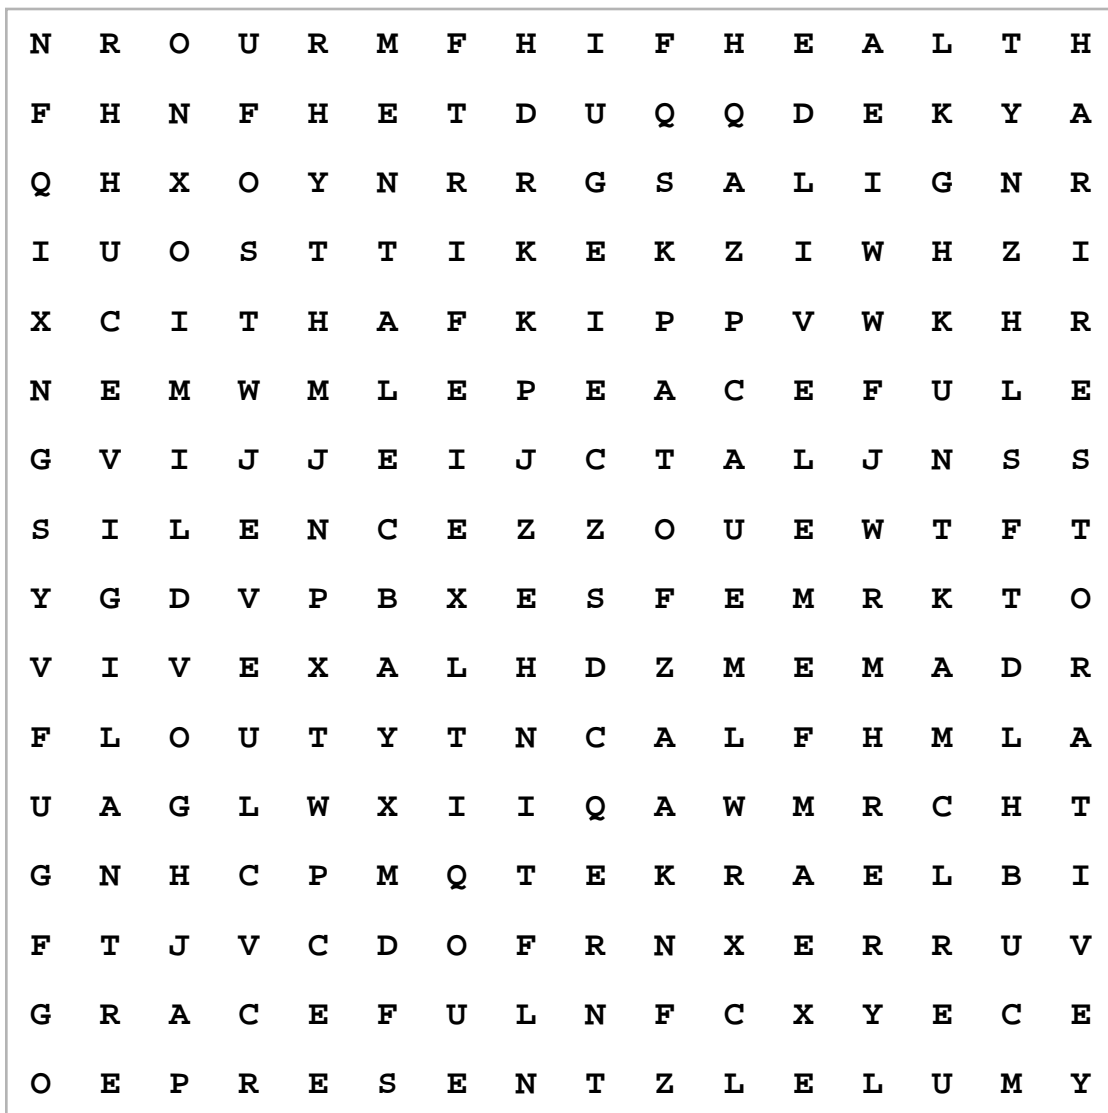 N R O U R M F H I F H E A L T H
F H N F H E T D U Q Q D E K Y A
Q H X O Y N R R G S A L I G N R
I U O S T T I K E K Z I W H Z I
X C I T H A F K I P P V W K H R
N E M W M L E P E A C E F U L E
G V I J J E I J C T A L J N S S
S I L E N C E Z Z O U E W T F T
Y G D V P B X E S F E M R K T O
V I V E X A L H D Z M E M A D R
F L O U T Y T N C A L F H M L A
U A G L W X I I Q A W M R C H T
G N H C P M Q T E K R A E L B I
F T J V C D O F R N X E R R U V
G R A C E F U L N F C X Y E C E
O E P R E S E N T Z L E L U M Y